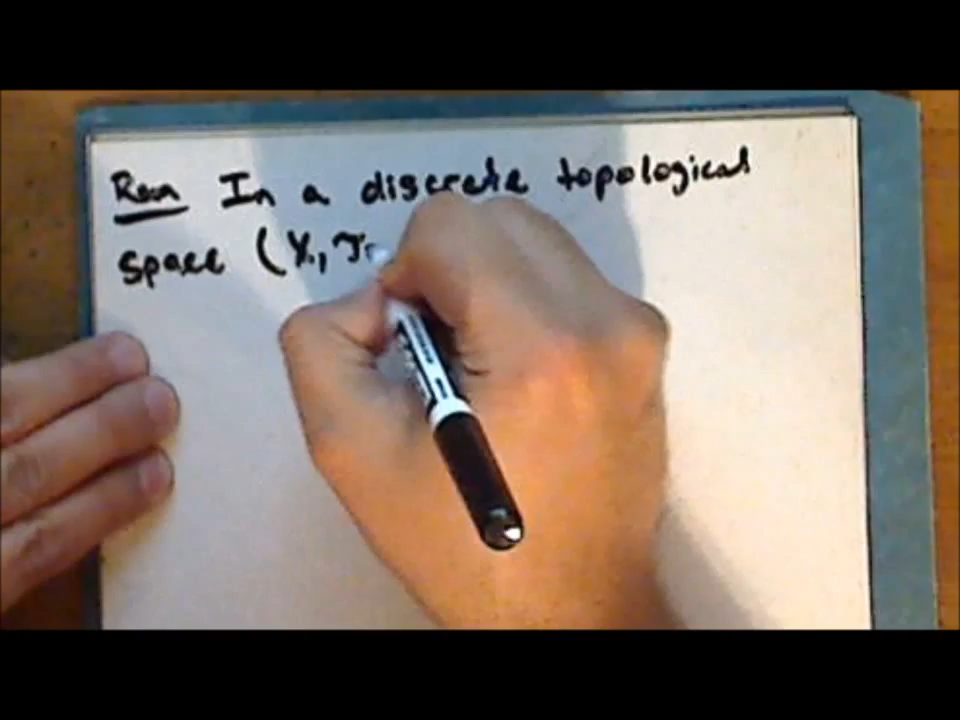 Rem In a discrete topological
space (X, τ